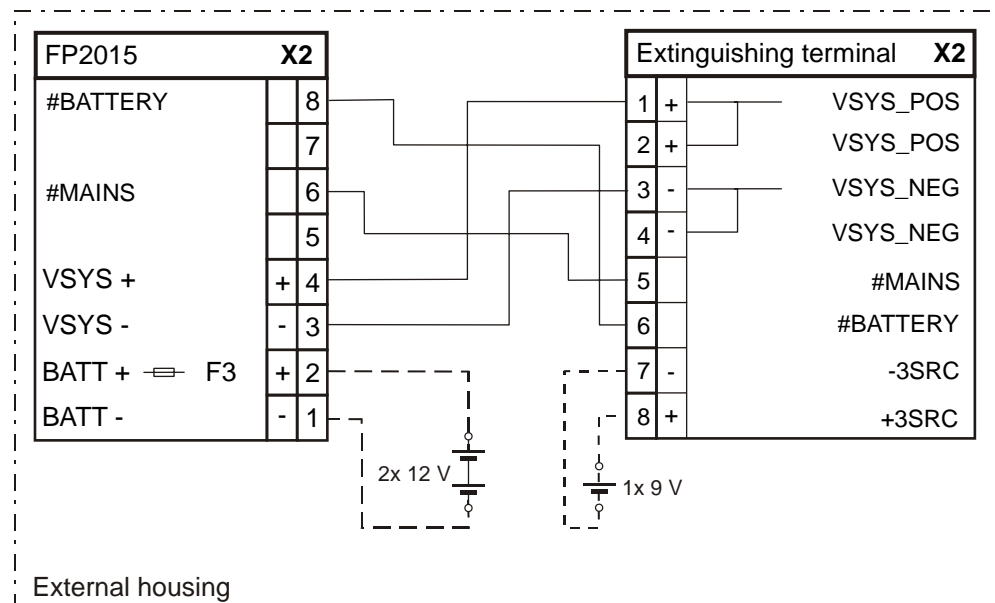 FP2015 X2
#BATTERY 8
7
#MAINS 6
5
VSYS + + 4
VSYS - - 3
BATT + F3 + 2
BATT - - 1
2x 12 V
Extinguishing terminal X2
1 + VSYS_POS
2 + VSYS_POS
3 - VSYS_NEG
4 - VSYS_NEG
5 #MAINS
6 #BATTERY
7 - -3SRC
8 + +3SRC
1x 9 V
External housing